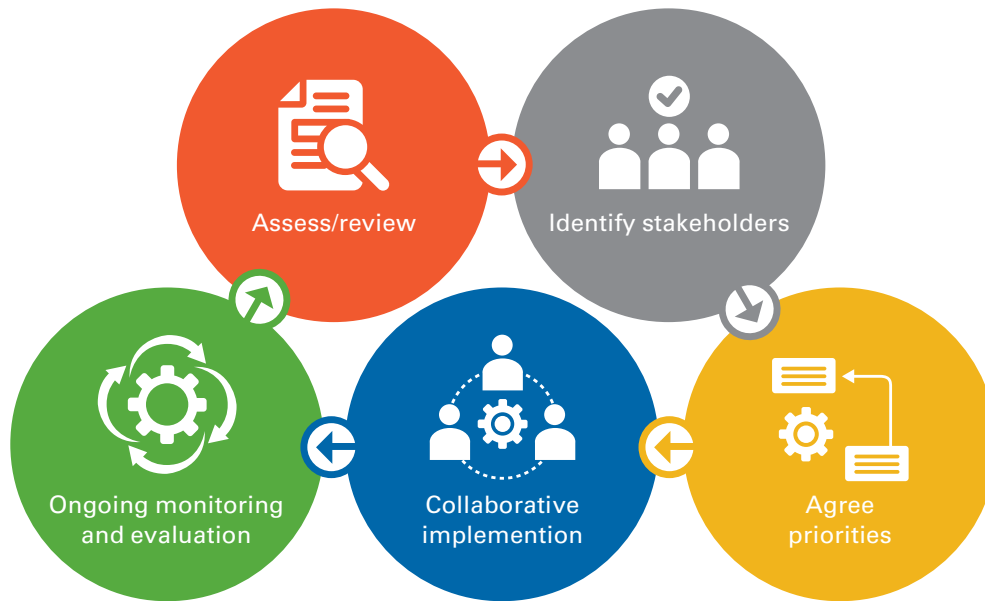 Assess/review
Identify stakeholders
Agree
priorities
Collaborative
implemention
Ongoing monitoring
and evaluation